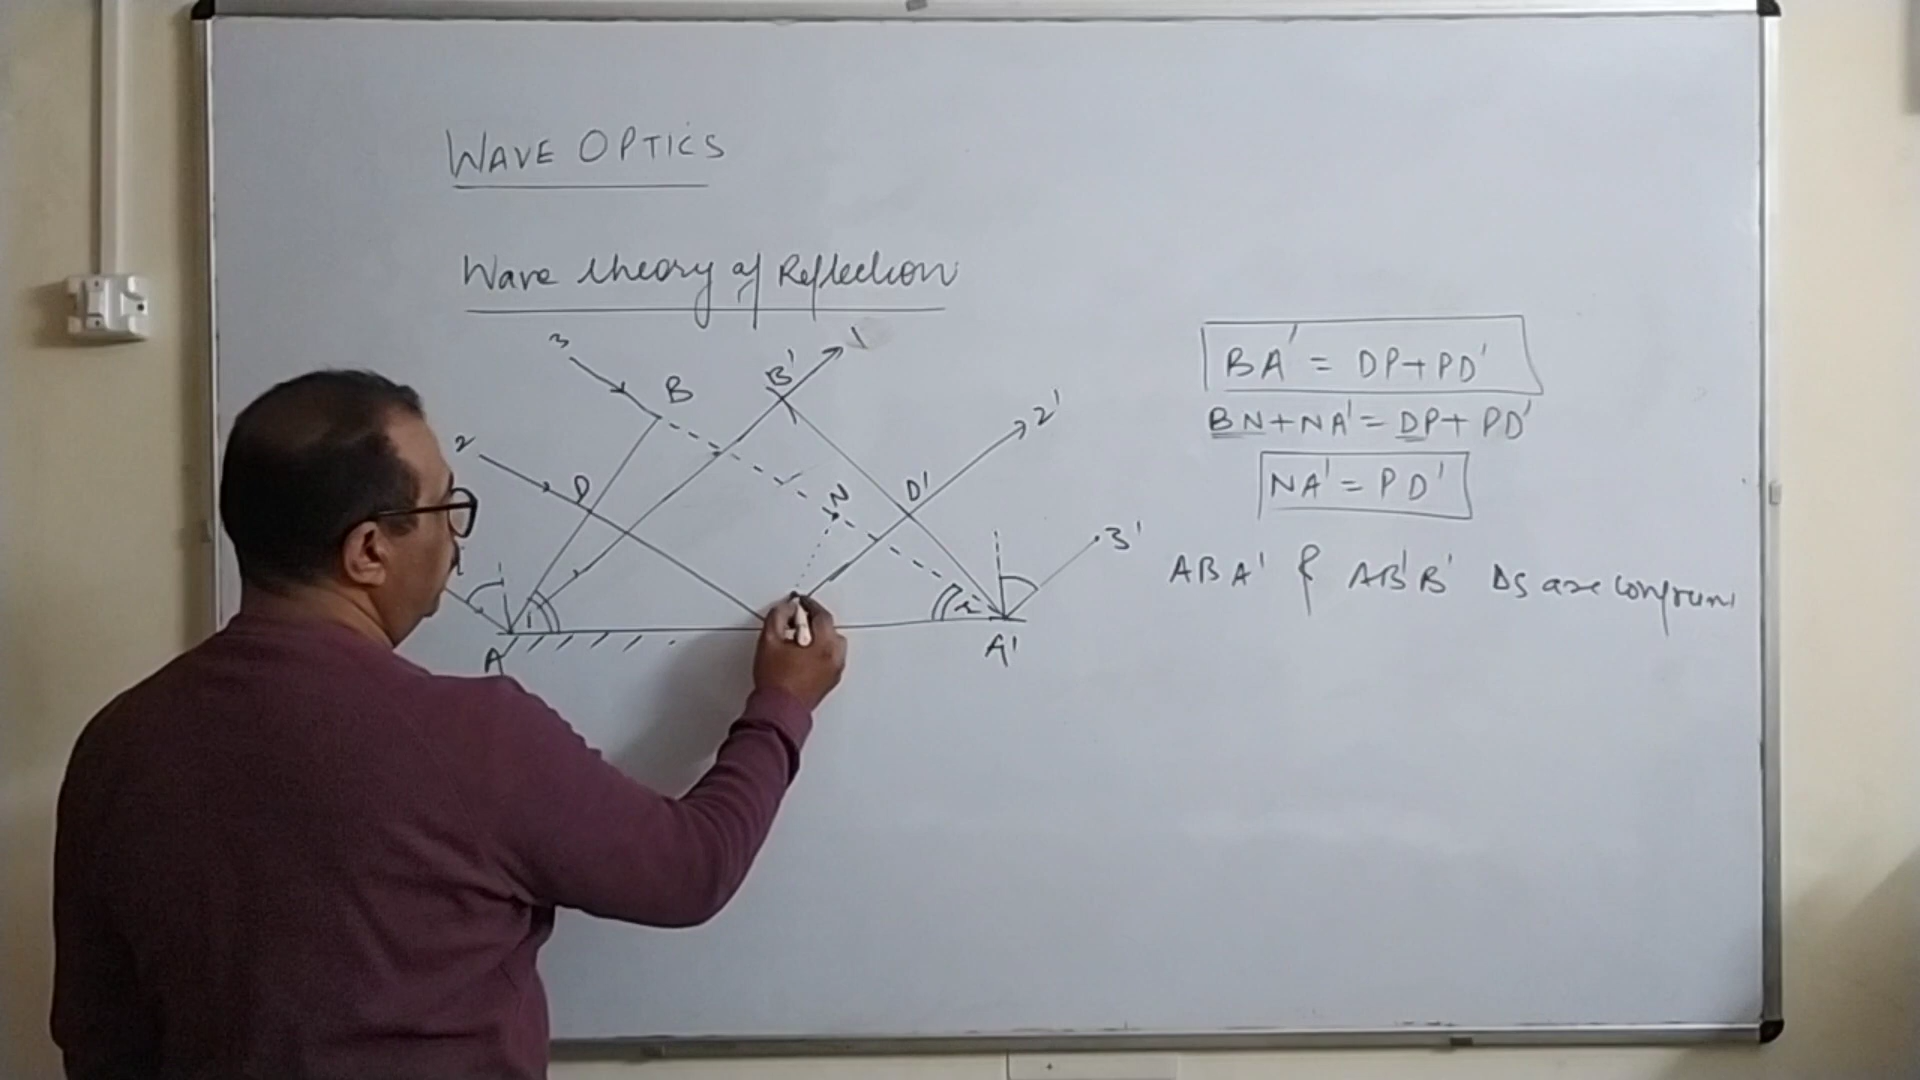 WAVE OPTICS
Wave theory of Reflection
3
B
B'
1
2
D
N
D'
2'
3'
i
r
A
A'
BA' = DP+PD'
BN+NA' = DP+ PD'
NA' = PD'
ABA' & AB'B' Δs are